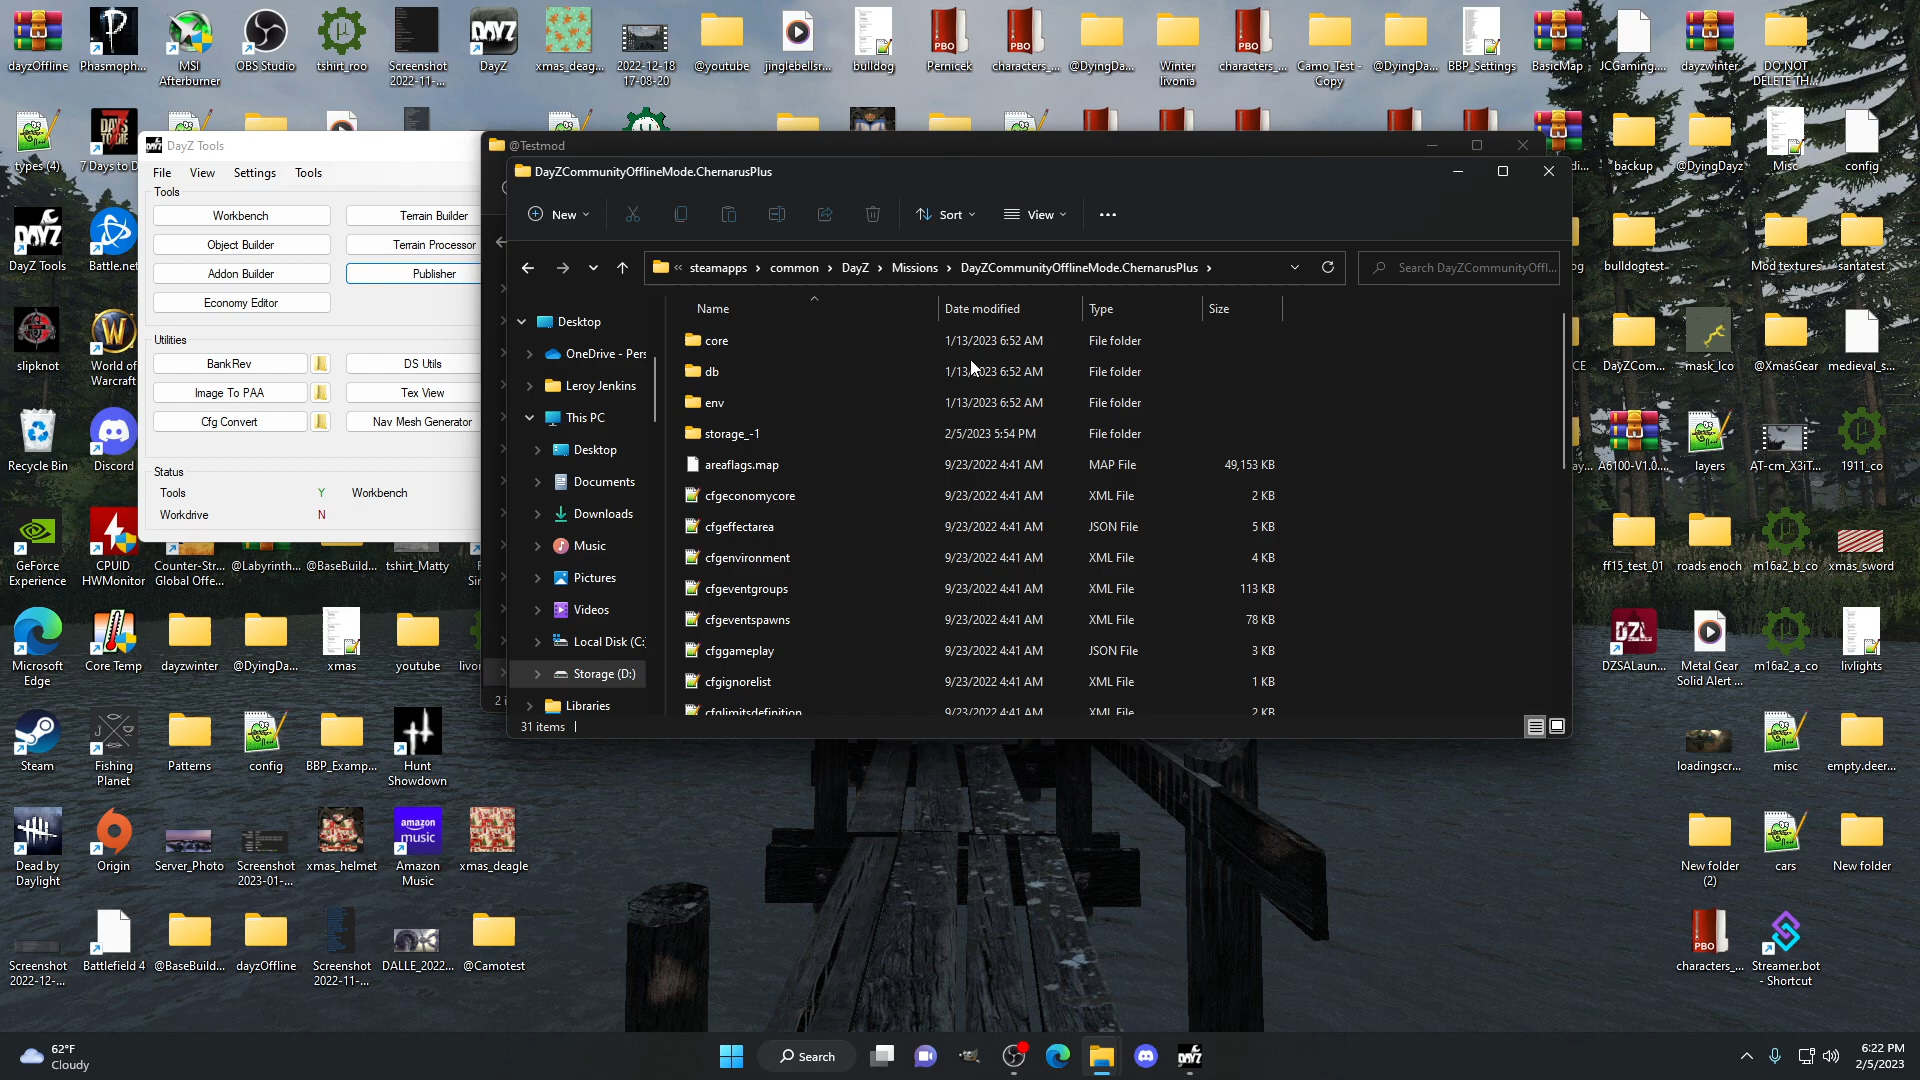 dayzOffline
Phasmoph...
MSI
Afterburner
OBS Studio
tshirt_roo
Screenshot
2022-11-...
DayZ
xmas_deag...
2022-12-18
17-08-20
@youtube
jinglebellsr...
bulldog
Pernicek
characters_...
@DyingDa...
Winter
livonia
characters_...
Camo_Test -
Copy
@DyingDa...
BBP_Settings
BasicMap
JCGaming....
dayzwinter
DO NOT
DELETE TH...
types (4)
7 Days to D
backup
@DyingDayz
Misc
config
DayZ Tools
File View Settings Tools
Tools
Workbench
Terrain Builder
Object Builder
Terrain Processor
Addon Builder
Publisher
Economy Editor
Utilities
BankRev
DS Utils
Image To PAA
Tex View
Cfg Convert
Nav Mesh Generator
Status
Tools Y Workbench
Workdrive N
@Testmod
DayZCommunityOfflineMode.ChernarusPlus
New
Sort
View
steamapps › common › DayZ › Missions › DayZCommunityOfflineMode.ChernarusPlus ›
Search DayZCommunityOffl...
Name Date modified Type Size
core 1/13/2023 6:52 AM File folder
db 1/13/2023 6:52 AM File folder
env 1/13/2023 6:52 AM File folder
storage_-1 2/5/2023 5:54 PM File folder
areaflags.map 9/23/2022 4:41 AM MAP File 49,153 KB
cfgeconomycore 9/23/2022 4:41 AM XML File 2 KB
cfgeffectarea 9/23/2022 4:41 AM JSON File 5 KB
cfgenvironment 9/23/2022 4:41 AM XML File 4 KB
cfgeventgroups 9/23/2022 4:41 AM XML File 113 KB
cfgeventspawns 9/23/2022 4:41 AM XML File 78 KB
cfggameplay 9/23/2022 4:41 AM JSON File 3 KB
cfgignorelist 9/23/2022 4:41 AM XML File 1 KB
cfglimitsdefinition 9/23/2022 4:41 AM XML File 2 KB
Desktop
OneDrive - Pers
Leroy Jenkins
This PC
Desktop
Documents
Downloads
Music
Pictures
Videos
Local Disk (C:
Storage (D:)
Libraries
31 items
DayZ Tools
Battle.net
bulldogtest
Mod textures
santatest
slipknot
World of
Warcraft
DayZCom...
mask_lco
@XmasGear
medieval_s...
Recycle Bin
Discord
A6100-V1.0....
layers
AT-cm_X3iT...
1911_co
GeForce
Experience
CPUID
HWMonitor
Counter-Str...
Global Offe...
@Labyrinth...
@BaseBuild...
tshirt_Matty
ff15_test_01
roads enoch
m16a2_b_co
xmas_sword
Microsoft
Edge
Core Temp
dayzwinter
@DyingDa...
xmas
youtube
DZSALaun...
Metal Gear
Solid Alert ...
m16a2_a_co
livlights
Steam
Fishing
Planet
Patterns
config
BBP_Examp...
Hunt
Showdown
loadingscr...
misc
empty.deer...
Dead by
Daylight
Origin
Server_Photo
Screenshot
2023-01-...
xmas_helmet
amazon
music
Amazon
Music
xmas_deagle
New folder
(2)
cars
New folder
Screenshot
2022-12-...
Battlefield 4
@BaseBuild...
dayzOffline
Screenshot
2022-11-...
DALLE_2022...
@Camotest
PBO
characters_...
Streamer.bot
- Shortcut
62°F
Cloudy
Search
6:22 PM
2/5/2023